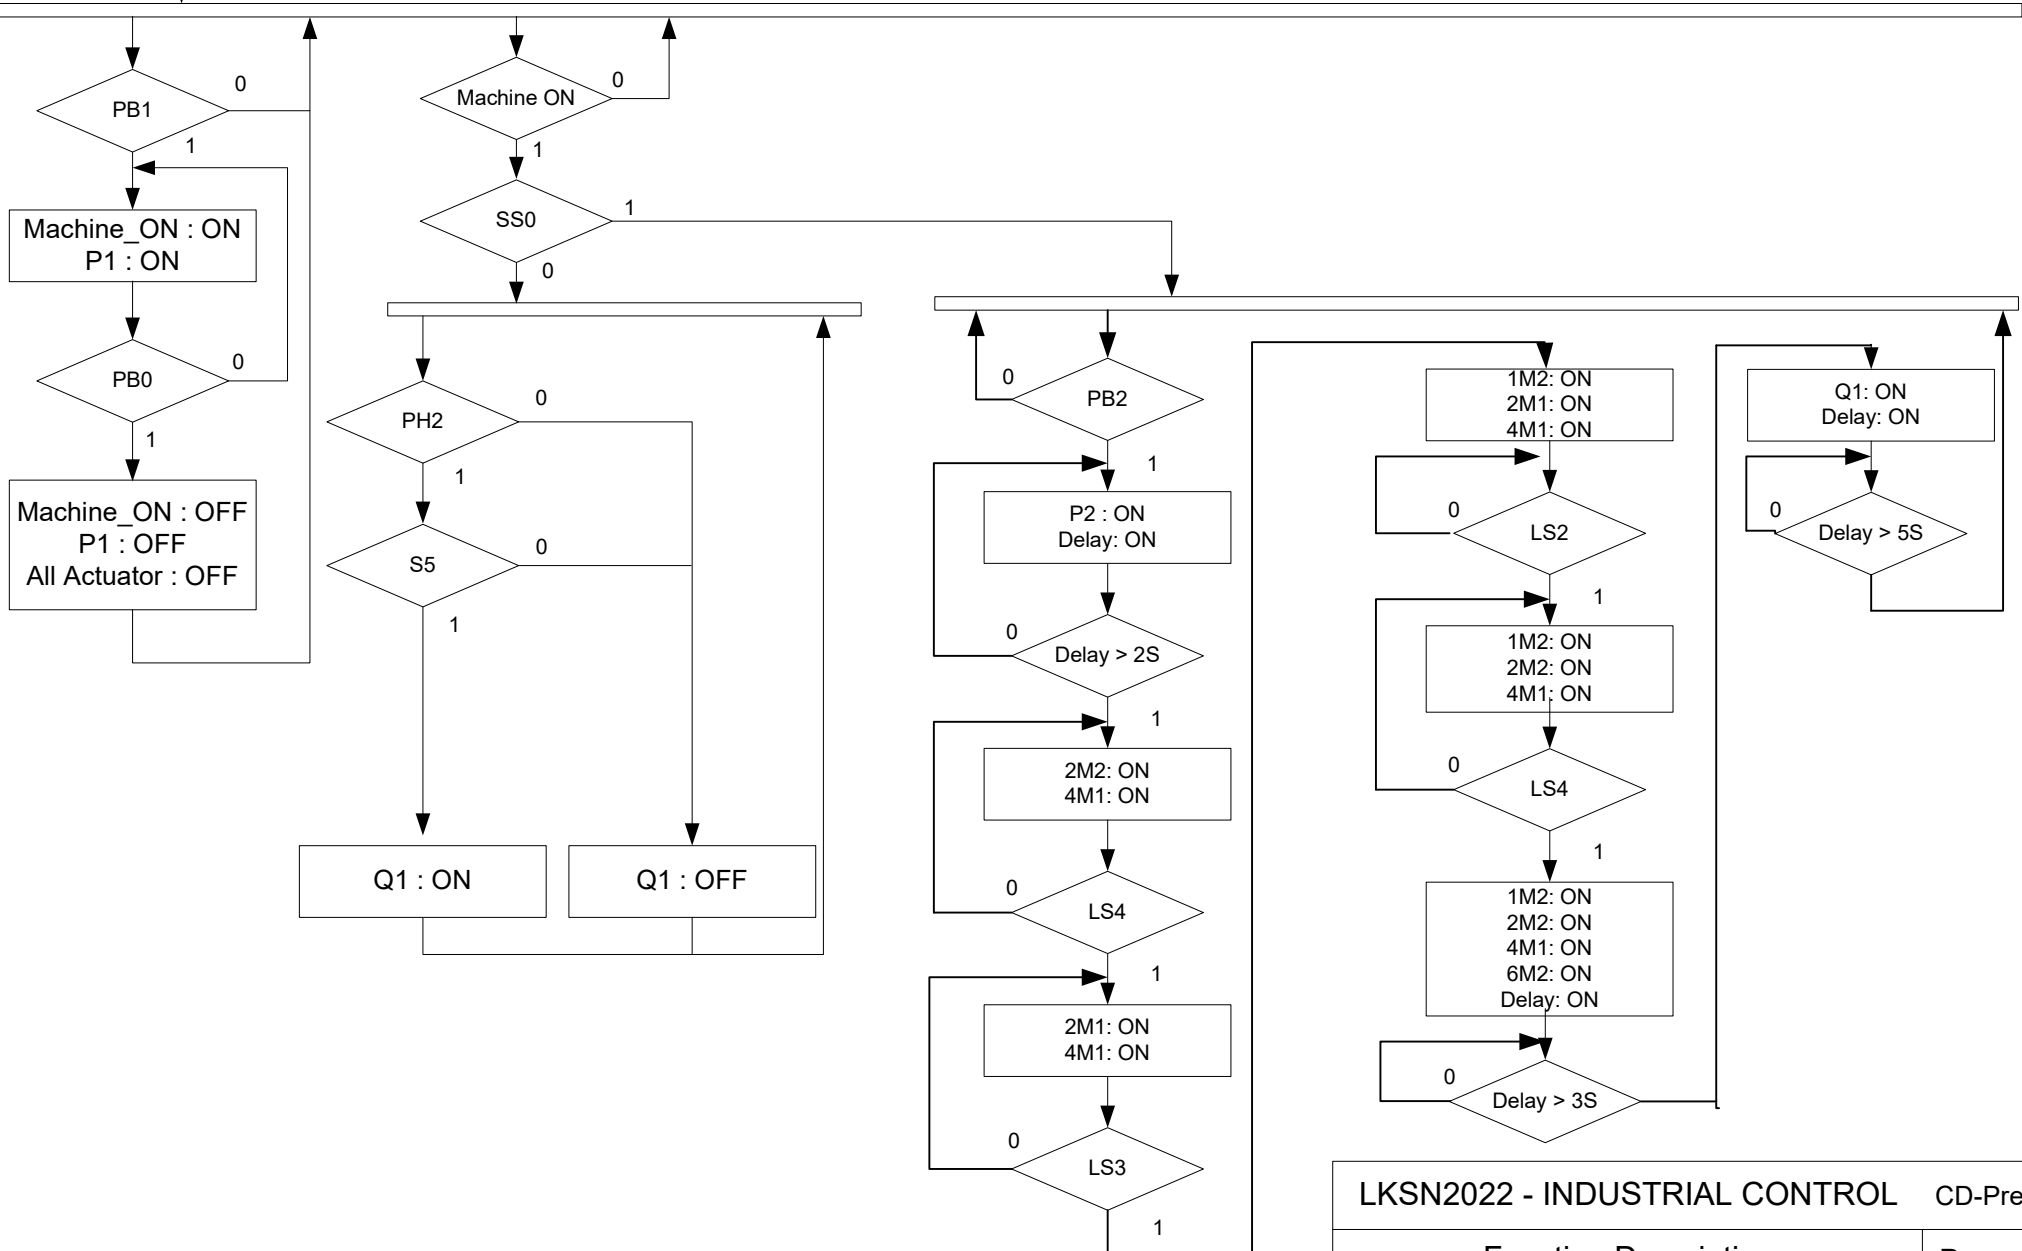 PB1
0
1
Machine_ON : ON
P1 : ON
PB0
0
1
Machine_ON : OFF
P1 : OFF
All Actuator : OFF
Machine ON
0
1
SS0
1
0
PH2
0
1
S5
0
1
Q1 : ON
Q1 : OFF
PB2
0
1
P2 : ON
Delay: ON
Delay > 2S
0
1
2M2: ON
4M1: ON
LS4
0
1
2M1: ON
4M1: ON
LS3
0
1
1M2: ON
2M1: ON
4M1: ON
LS2
0
1
1M2: ON
2M2: ON
4M1: ON
LS4
0
1
1M2: ON
2M2: ON
4M1: ON
6M2: ON
Delay: ON
Delay > 3S
0
Q1: ON
Delay: ON
Delay > 5S
0
LKSN2022 - INDUSTRIAL CONTROL CD-Pre